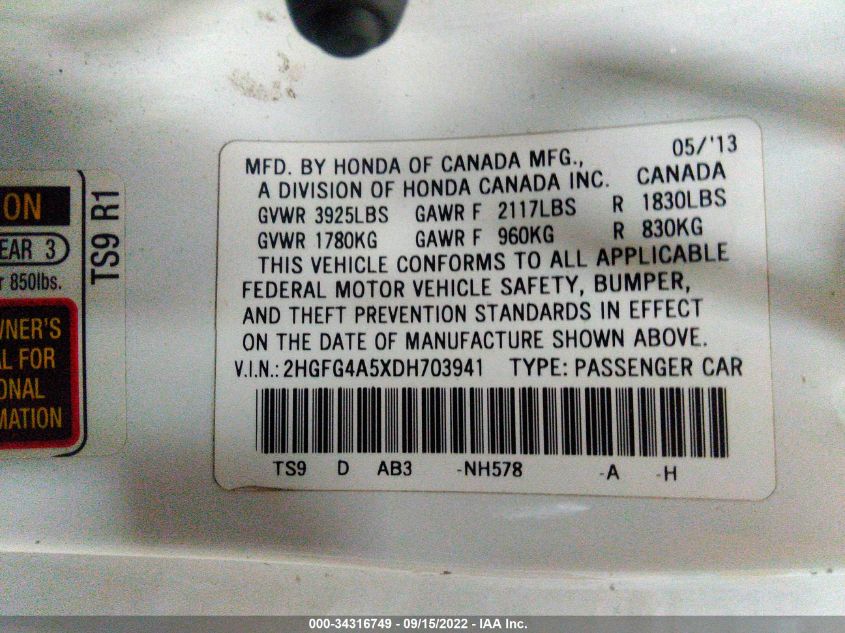 ON
EAR 3
850lbs.
WNER'S
AL FOR
ONAL
MATION
TS9 R1
05/'13
MFD. BY HONDA OF CANADA MFG.,
A DIVISION OF HONDA CANADA INC. CANADA
GVWR 3925LBS GAWR F 2117LBS R 1830LBS
GVWR 1780KG GAWR F 960KG R 830KG
THIS VEHICLE CONFORMS TO ALL APPLICABLE
FEDERAL MOTOR VEHICLE SAFETY, BUMPER,
AND THEFT PREVENTION STANDARDS IN EFFECT
ON THE DATE OF MANUFACTURE SHOWN ABOVE.
V.I.N.: 2HGFG4A5XDH703941 TYPE: PASSENGER CAR
TS9 D AB3 -NH578 -A -H
000-34316749 - 09/15/2022 - IAA Inc.